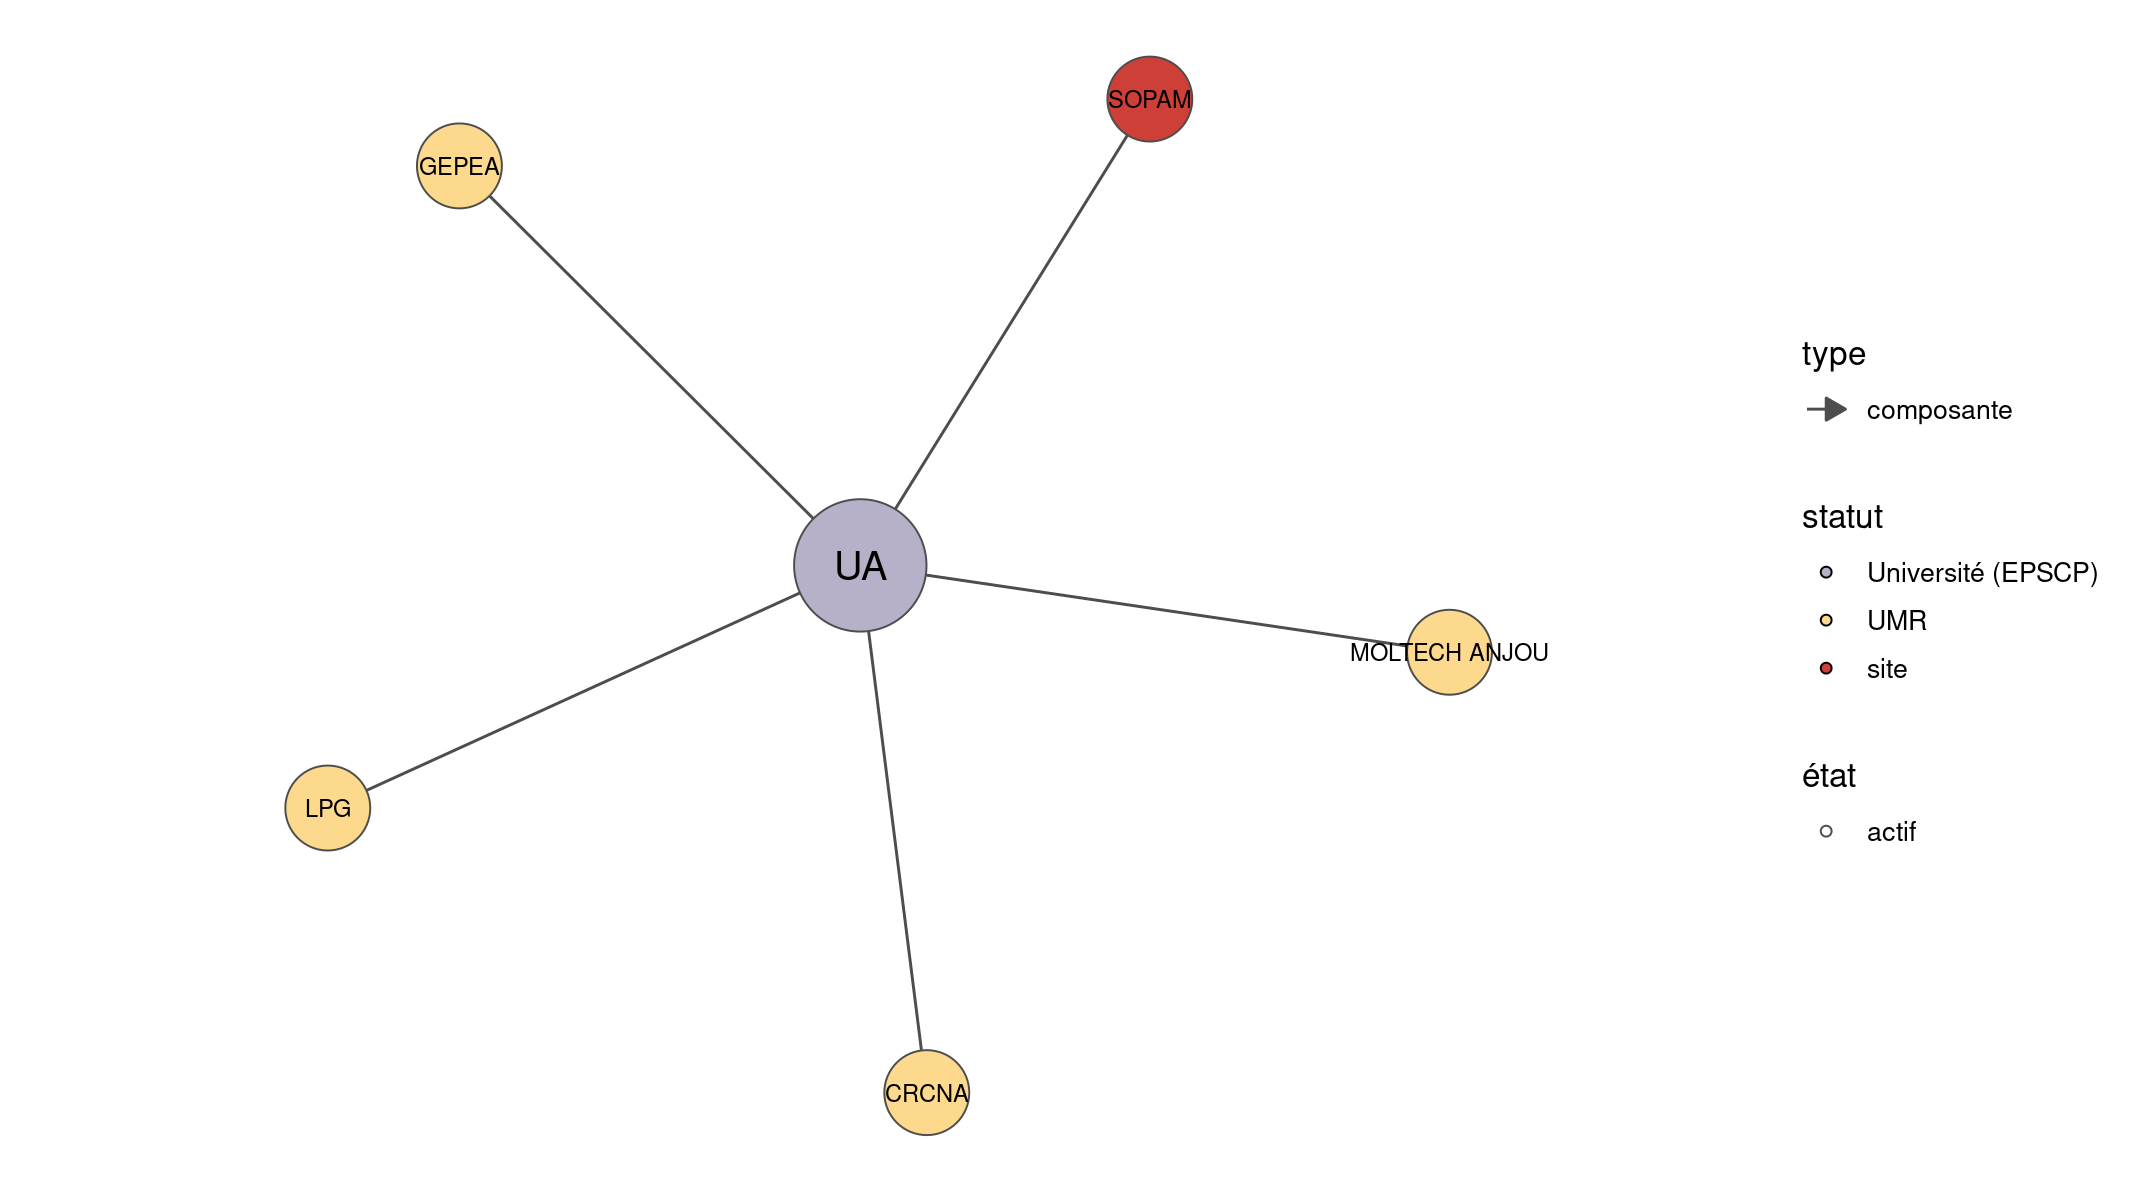 SOPAM
GEPEA
UA
MOLTECH ANJOU
LPG
CRCNA
type
composante
statut
Université (EPSCP)
UMR
site
état
actif